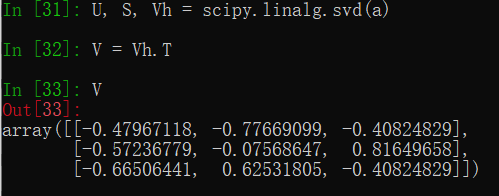 In [31]: U, S, Vh = scipy.linalg.svd(a)
In [32]: V = Vh.T
In [33]: V
Out[33]:
array([[-0.47967118, -0.77669099, -0.40824829],
[-0.57236779, -0.07568647, 0.81649658],
[-0.66506441, 0.62531805, -0.40824829]])